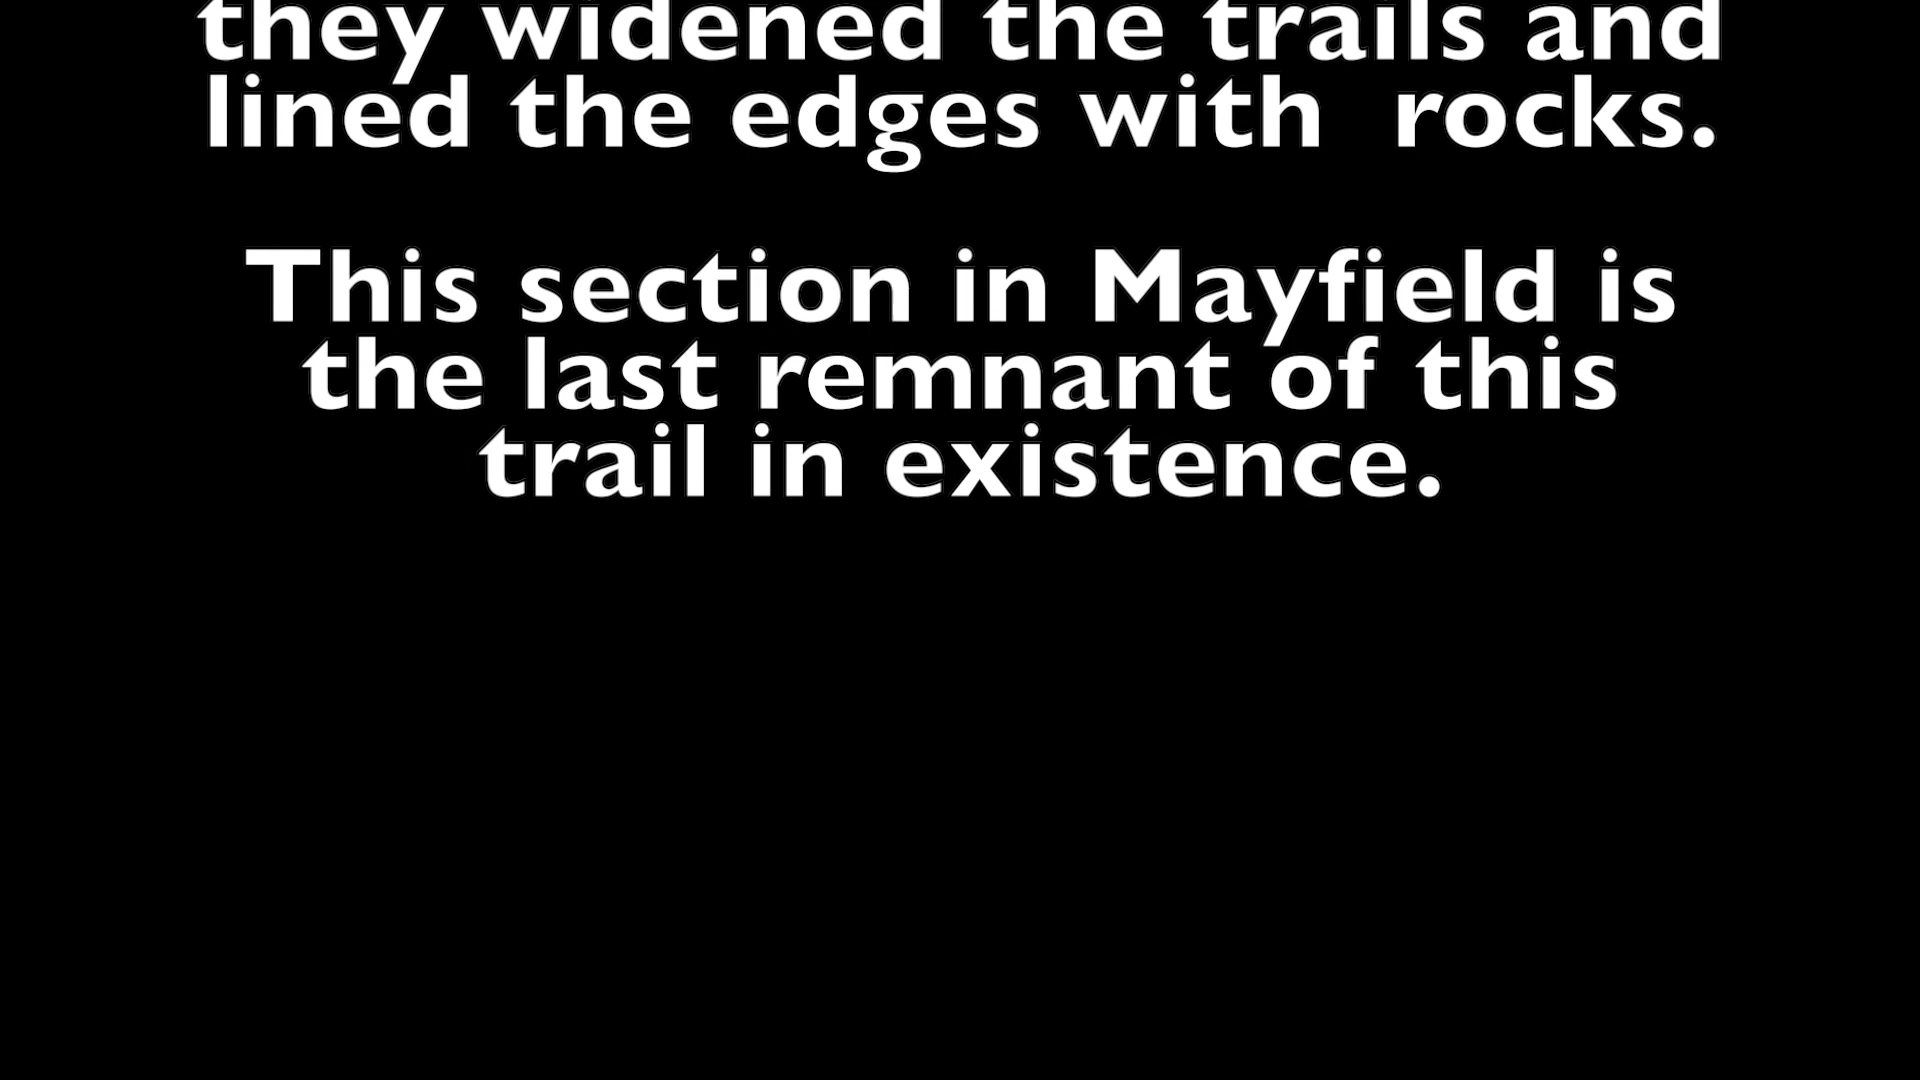 they widened the trails and
lined the edges with  rocks.
This section in Mayfield is
the last remnant of this
trail in existence.